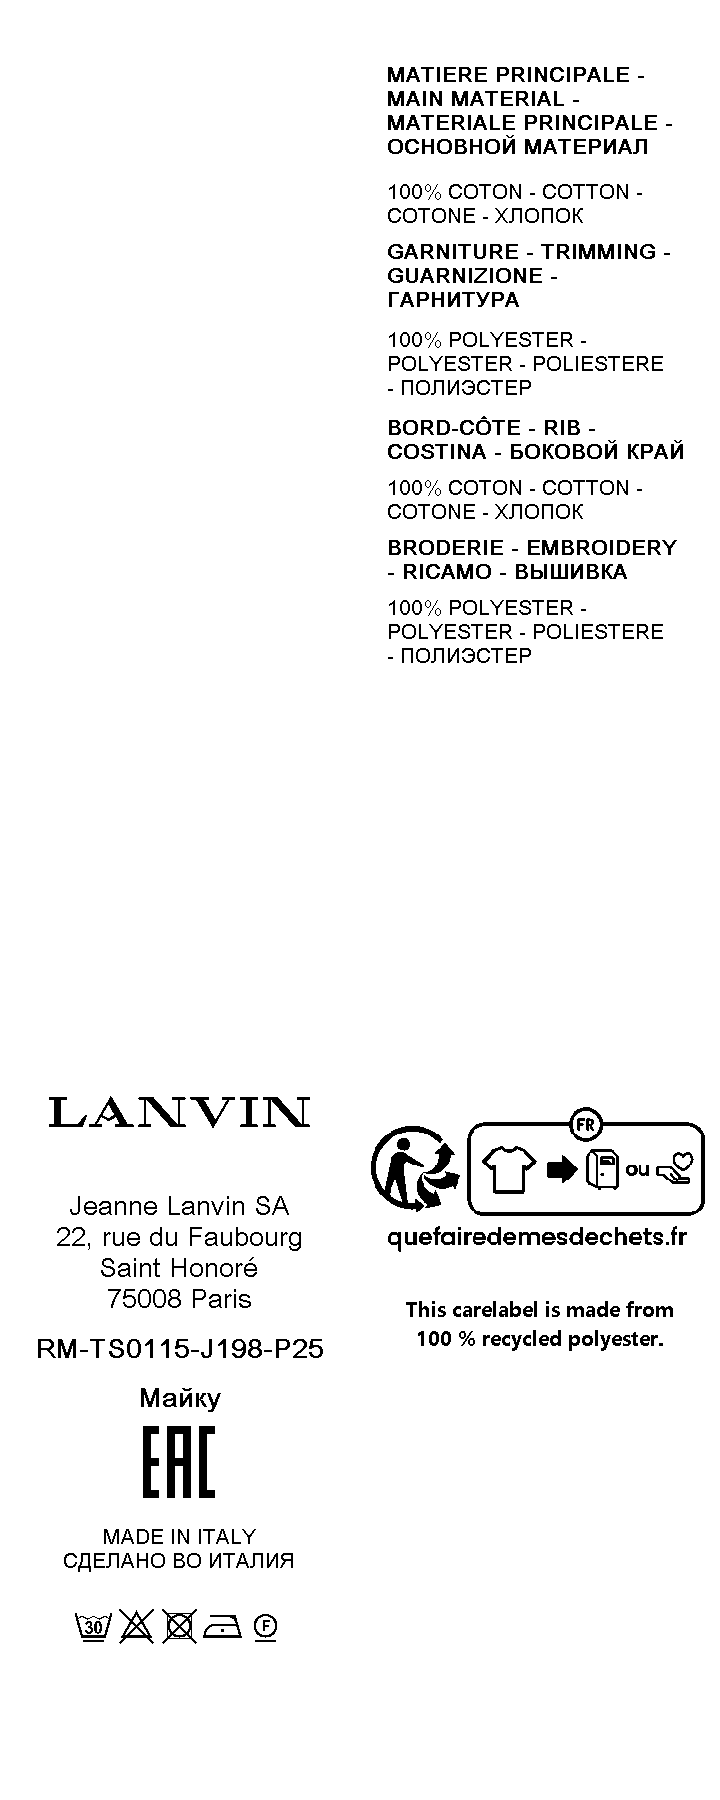 MATIERE PRINCIPALE -
MAIN MATERIAL -
MATERIALE PRINCIPALE -
ОСНОВНОЙ МАТЕРИАЛ
100% COTON - COTTON -
COTONE - ХЛОПОК
GARNITURE - TRIMMING -
GUARNIZIONE -
ГАРНИТУРА
100% POLYESTER -
POLYESTER - POLIESTERE
- ПОЛИЭСТЕР
BORD-CÔTE - RIB -
COSTINA - БОКОВОЙ КРАЙ
100% COTON - COTTON -
COTONE - ХЛОПОК
BRODERIE - EMBROIDERY
- RICAMO - ВЫШИВКА
100% POLYESTER -
POLYESTER - POLIESTERE
- ПОЛИЭСТЕР
LANVIN
Jeanne Lanvin SA
22, rue du Faubourg
Saint Honoré
75008 Paris
RM-TS0115-J198-P25
Майку
EAC
MADE IN ITALY
СДЕЛАНО ВО ИТАЛИЯ
30
F
FR
ou
quefairedemesdechets.fr
This carelabel is made from
100 % recycled polyester.